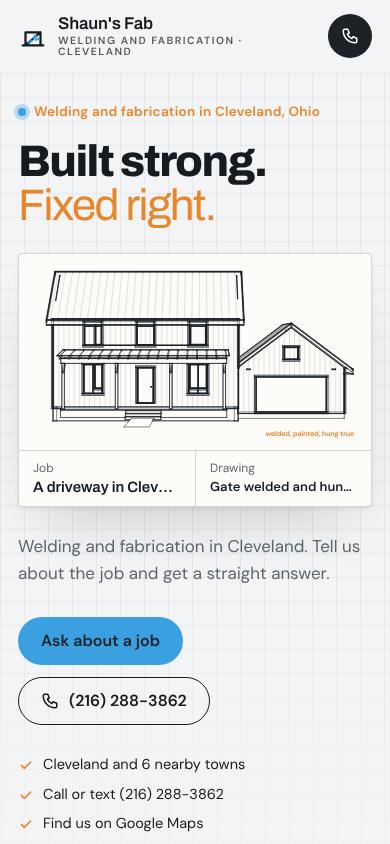 Shaun's Fab
WELDING AND FABRICATION ·
CLEVELAND
Welding and fabrication in Cleveland, Ohio
Built strong.
Fixed right.
welded, painted, hung true
Job
A driveway in Clev...
Drawing
Gate welded and hun...
Welding and fabrication in Cleveland. Tell us
about the job and get a straight answer.
Ask about a job
(216) 288-3862
Cleveland and 6 nearby towns
Call or text (216) 288-3862
Find us on Google Maps